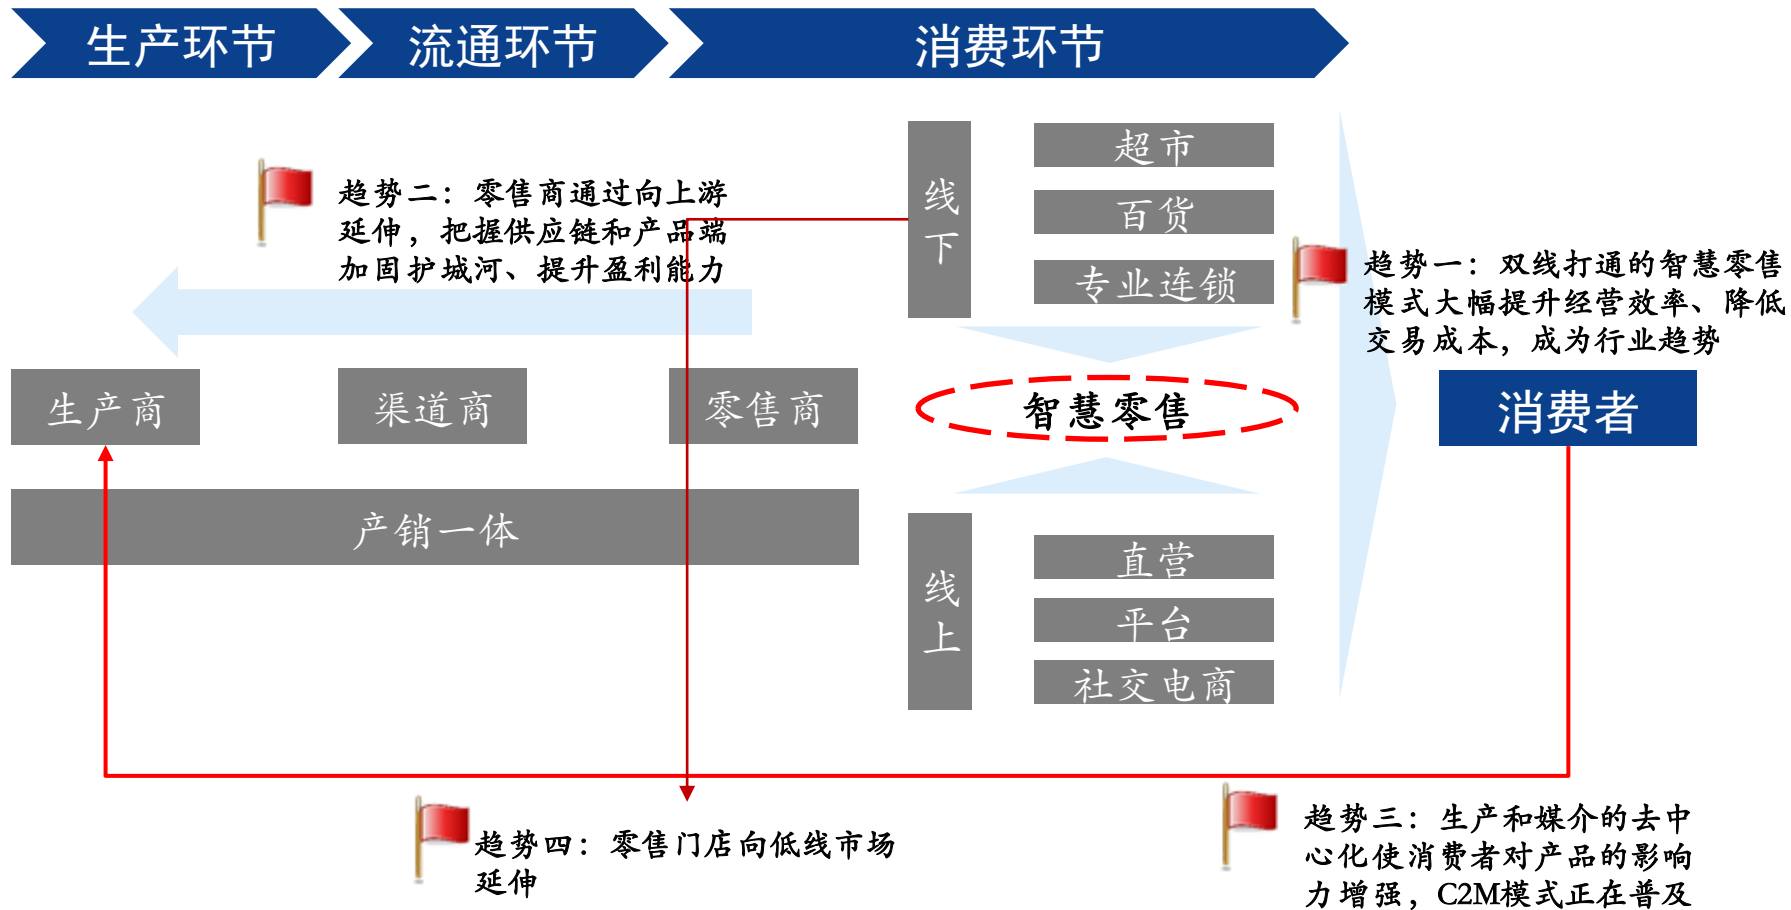 生产环节
流通环节
消费环节
趋势二：零售商通过向上游
延伸，把握供应链和产品端
加固护城河、提升盈利能力
线下
超市
百货
专业连锁
趋势一：双线打通的智慧零售
模式大幅提升经营效率、降低
交易成本，成为行业趋势
生产商
渠道商
零售商
智慧零售
消费者
产销一体
线上
直营
平台
社交电商
趋势四：零售门店向低线市场
延伸
趋势三：生产和媒介的去中
心化使消费者对产品的影响
力增强，C2M模式正在普及